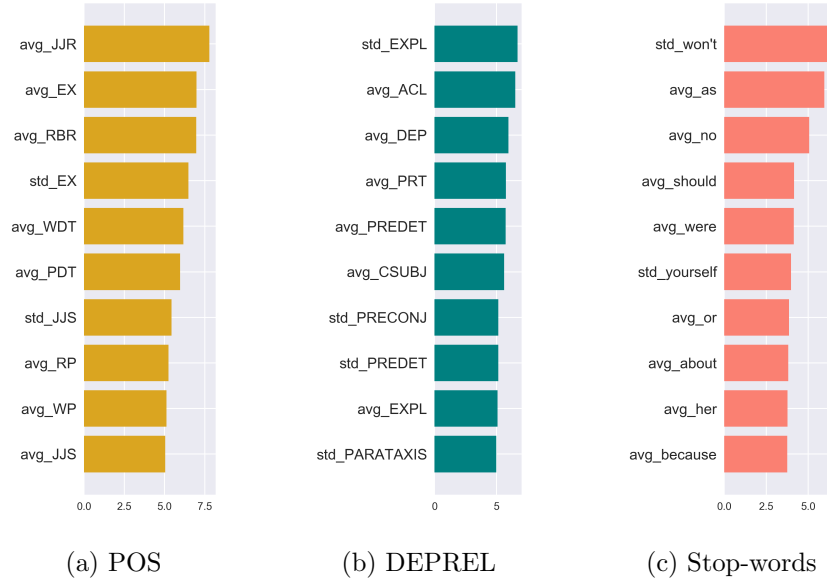 avg_JJR
avg_EX
avg_RBR
std_EX
avg_WDT
avg_PDT
std_JJS
avg_RP
avg_WP
avg_JJS
0.0 2.5 5.0 7.5
(a) POS
std_EXPL
avg_ACL
avg_DEP
avg_PRT
avg_PREDET
avg_CSUBJ
std_PRECONJ
std_PREDET
avg_EXPL
std_PARATAXIS
0 5
(b) DEPREL
std_won't
avg_as
avg_no
avg_should
avg_were
std_yourself
avg_or
avg_about
avg_her
avg_because
0.0 2.5 5.0
(c) Stop-words